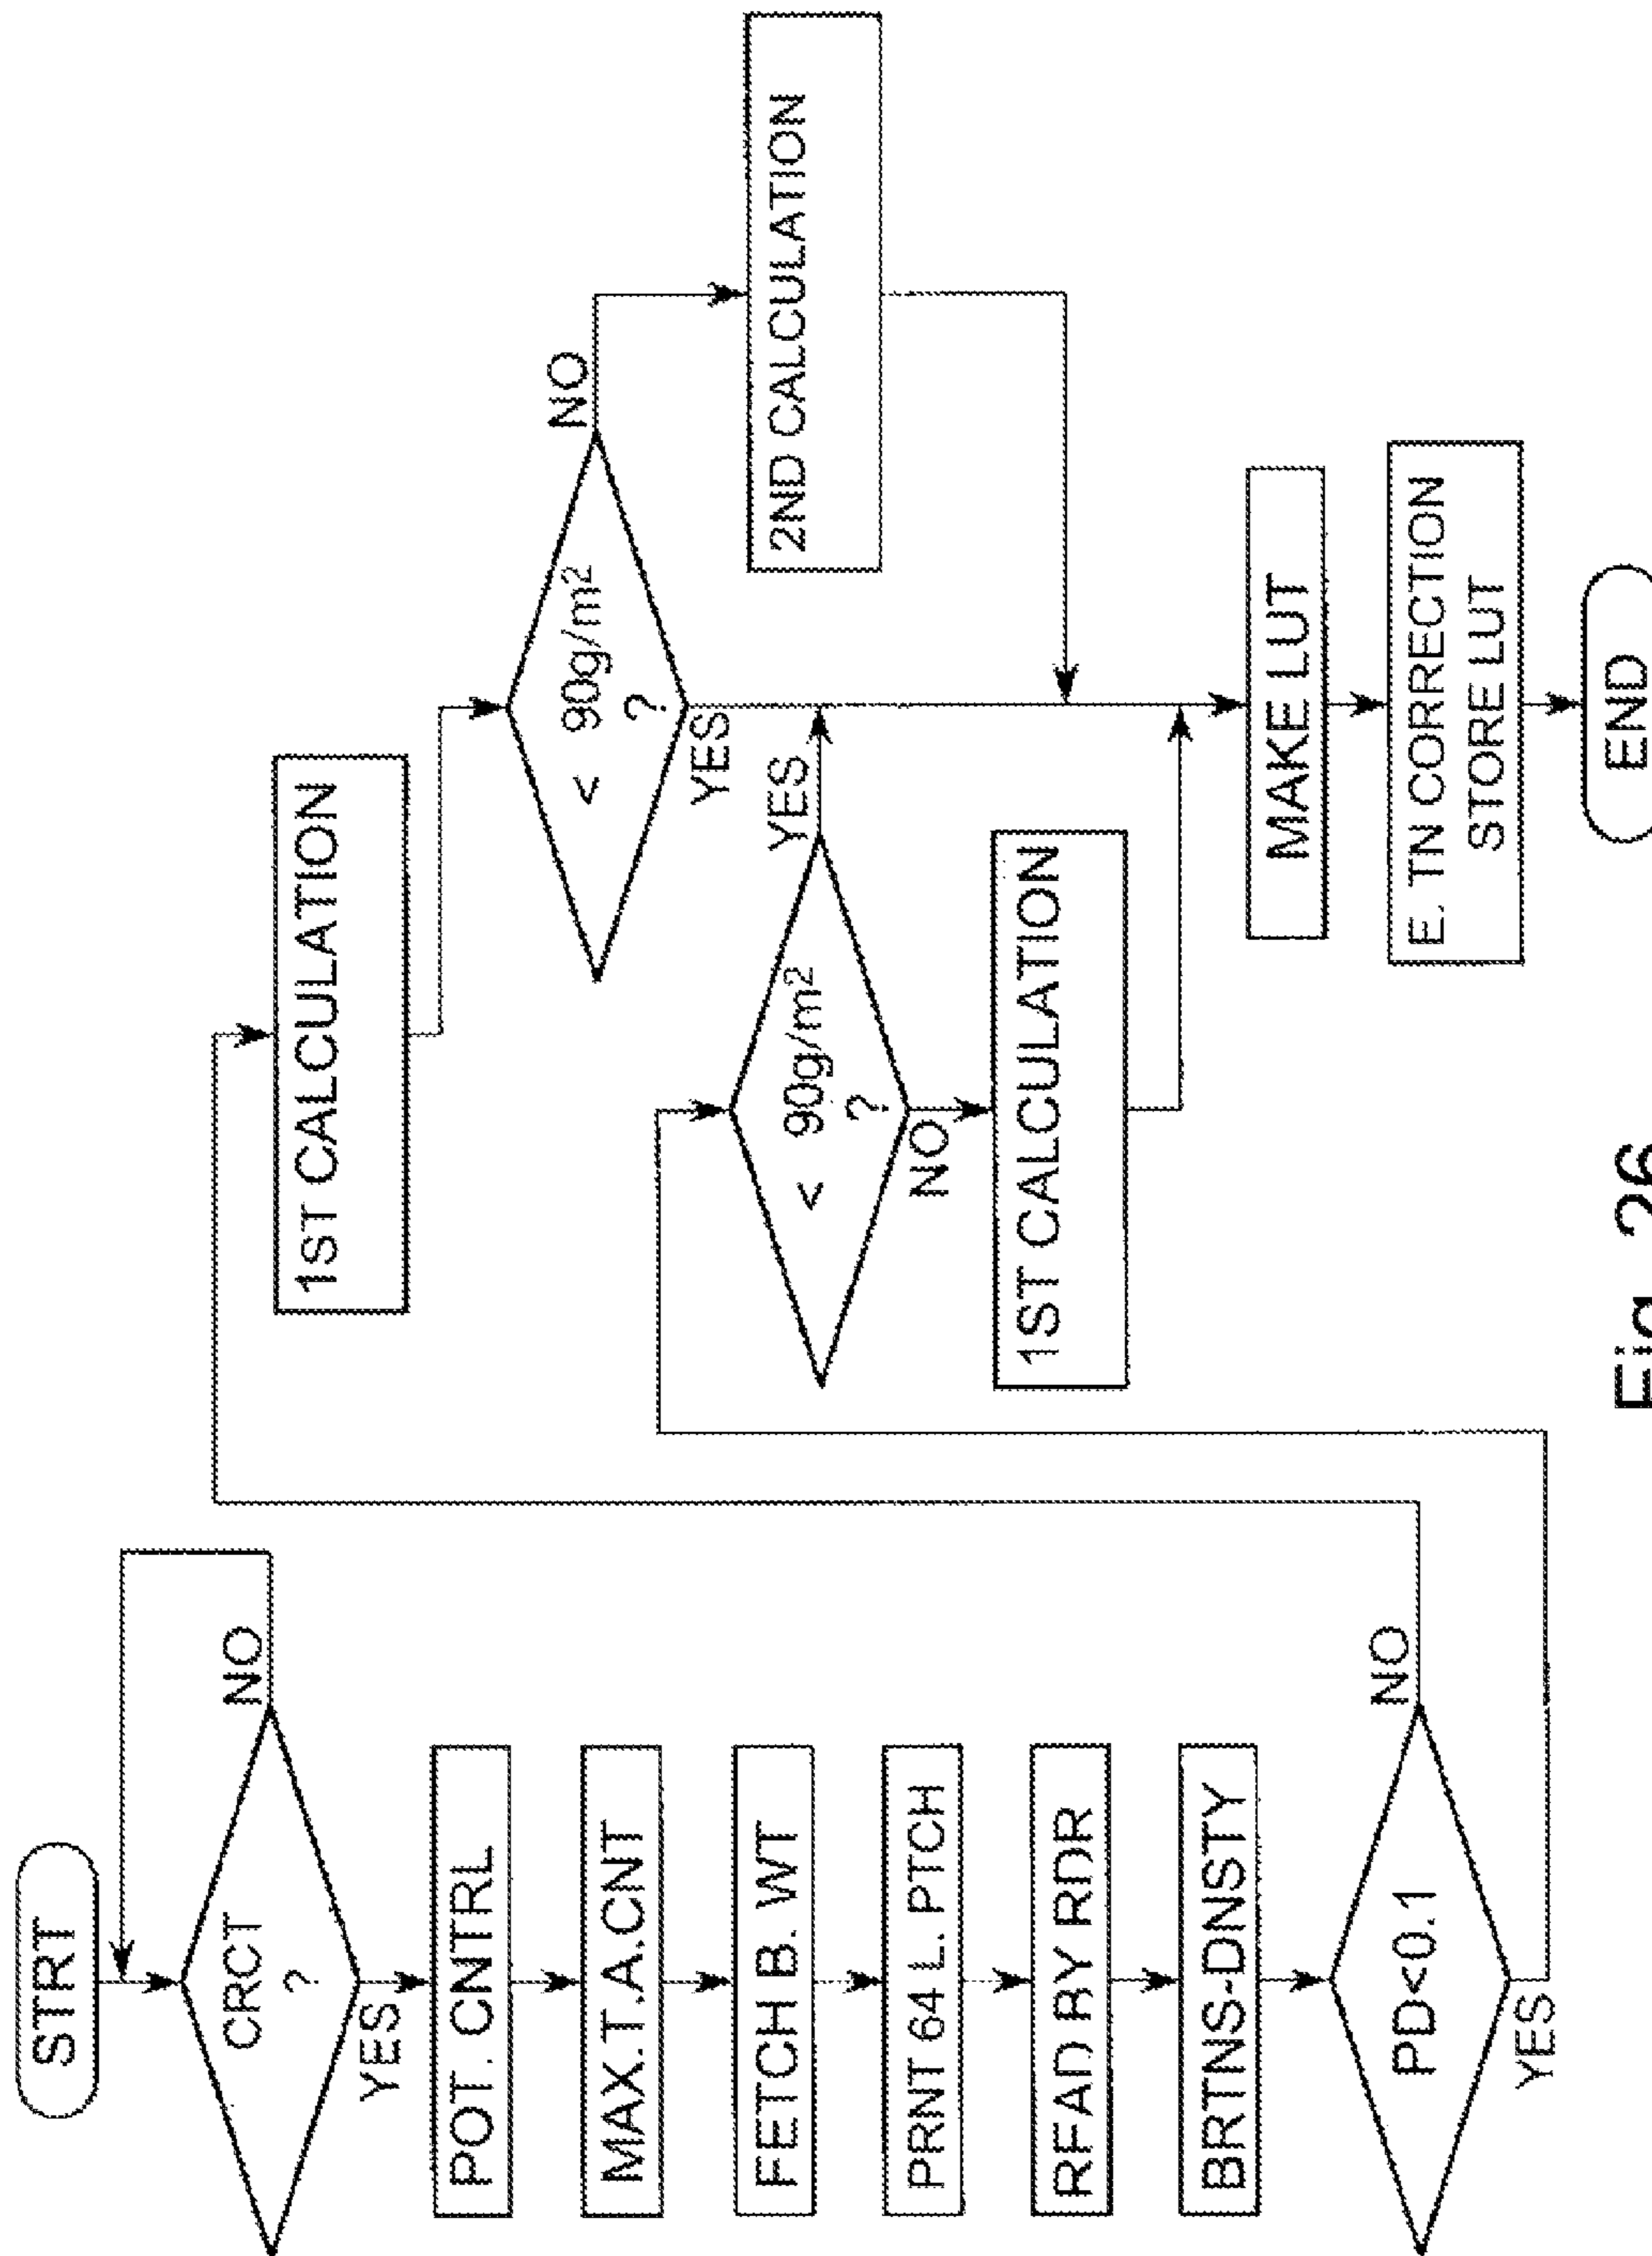 STRT
CRCT
?
NO
YES
POT. CNTRL
MAX.T.A.CNT
FETCH B. WT
PRNT 64 L. PTCH
RFAD BY RDR
BRTNS-DNSTY
PD<0.1
NO
YES
1ST CALCULATION
< 90g/m²
?
NO
YES
2ND CALCULATION
< 90g/m²
?
YES
NO
1ST CALCULATION
MAKE LUT
E. TN CORRECTION
STORE LUT
END
Fig. 26